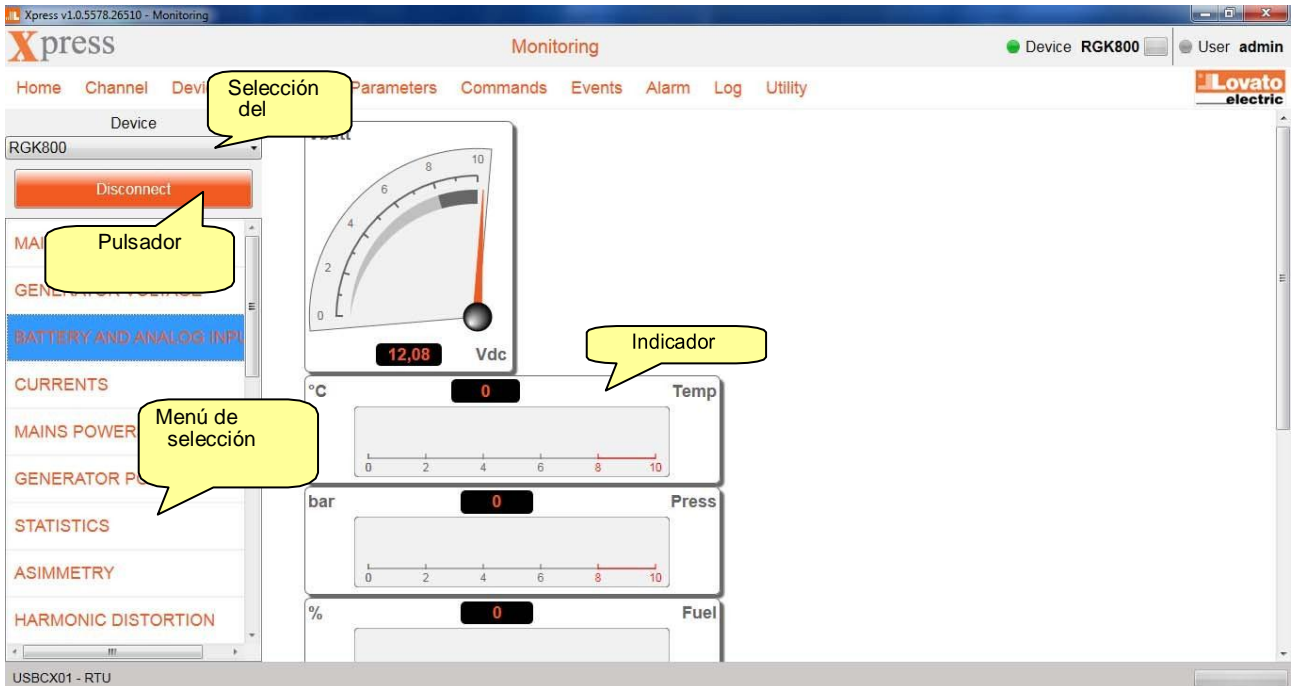 Xpress v1.0.5578.26510 - Monitoring
Xpress
Monitoring
Device RGK800
User admin
Home Channel Parameters Commands Events Alarm Log Utility
Lovato
electric
Selección
del
Device
RGK800
Disconnect
Pulsador
BATTERY AND ANALOG
CURRENTS
MAINS POWER
GENERATOR
STATISTICS
ASIMMETRY
HARMONIC DISTORTION
Menú de
selección
0 2 4 6 8 10
12,08 Vdc
Indicador
°C 0 Temp
0 2 4 6 8 10
bar 0 Press
0 2 4 6 8 10
% 0 Fuel
USBCX01 - RTU